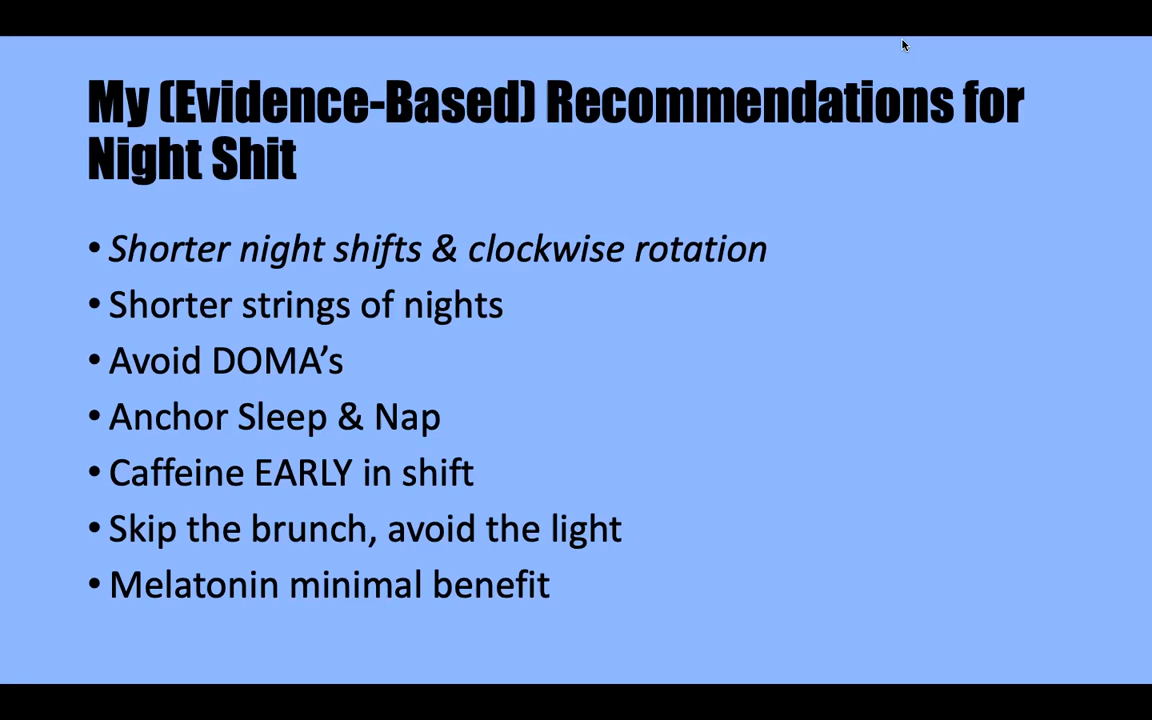 My (Evidence-Based) Recommendations for
Night Shit
• Shorter night shifts & clockwise rotation
• Shorter strings of nights
• Avoid DOMA’s
• Anchor Sleep & Nap
• Caffeine EARLY in shift
• Skip the brunch, avoid the light
• Melatonin minimal benefit